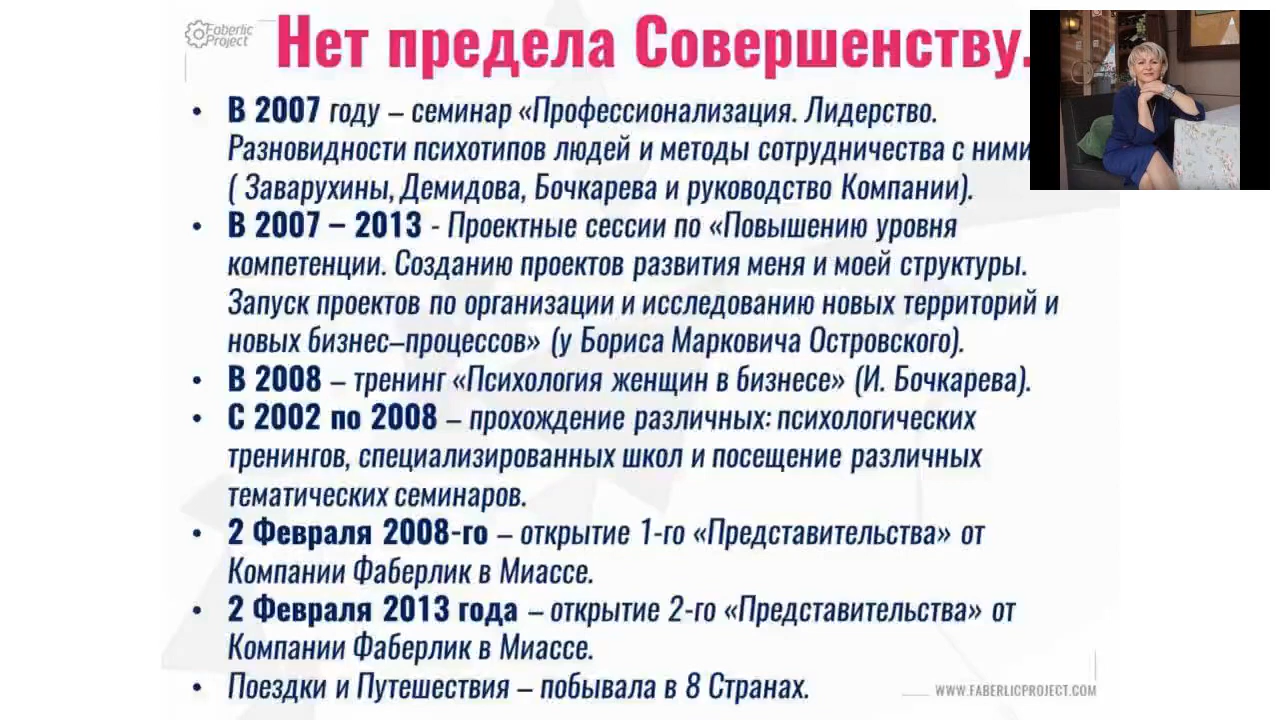 Faberlic
Project
Нет предела Совершенству.
• В 2007 году – семинар «Профессионализация. Лидерство.
Разновидности психотипов людей и методы сотрудничества с ними
( Заварухины, Демидова, Бочкарева и руководство Компании).
• В 2007 – 2013 - Проектные сессии по «Повышению уровня
компетенции. Созданию проектов развития меня и моей структуры.
Запуск проектов по организации и исследованию новых территорий и
новых бизнес–процессов» (у Бориса Марковича Островского).
• В 2008 – тренинг «Психология женщин в бизнесе» (И. Бочкарева).
• С 2002 по 2008 – прохождение различных: психологических
тренингов, специализированных школ и посещение различных
тематических семинаров.
• 2 Февраля 2008-го – открытие 1-го «Представительства» от
Компании Фаберлик в Миассе.
• 2 Февраля 2013 года – открытие 2-го «Представительства» от
Компании Фаберлик в Миассе.
• Поездки и Путешествия – побывала в 8 Странах.
WWW.FABERLICPROJECT.COM